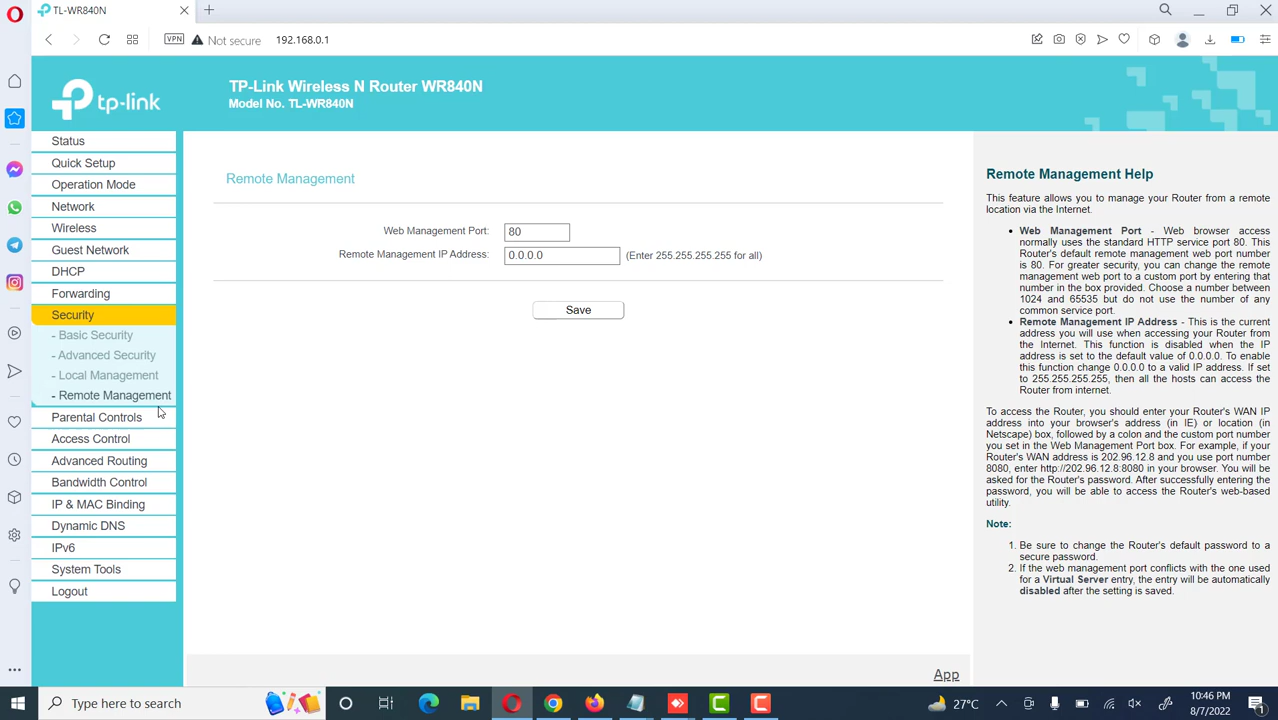 TL-WR840N
VPN
Not secure
192.168.0.1
tp-link
TP-Link Wireless N Router WR840N
Model No. TL-WR840N
Status
Quick Setup
Operation Mode
Network
Wireless
Guest Network
DHCP
Forwarding
Security
- Basic Security
- Advanced Security
- Local Management
- Remote Management
Parental Controls
Access Control
Advanced Routing
Bandwidth Control
IP & MAC Binding
Dynamic DNS
IPv6
System Tools
Logout
Remote Management
Web Management Port: 80
Remote Management IP Address: 0.0.0.0 (Enter 255.255.255.255 for all)
Save
App
Remote Management Help
This feature allows you to manage your Router from a remote
location via the Internet.
• Web Management Port - Web browser access
normally uses the standard HTTP service port 80. This
Router's default remote management web port number
is 80. For greater security, you can change the remote
management web port to a custom port by entering that
number in the box provided. Choose a number between
1024 and 65535 but do not use the number of any
common service port.
• Remote Management IP Address - This is the current
address you will use when accessing your Router from
the Internet. This function is disabled when the IP
address is set to the default value of 0.0.0.0. To enable
this function change 0.0.0.0 to a valid IP address. If set
to 255.255.255.255, then all the hosts can access the
Router from internet.
To access the Router, you should enter your Router's WAN IP
address into your browser's address (in IE) or location (in
Netscape) box, followed by a colon and the custom port number
you set in the Web Management Port box. For example, if your
Router's WAN address is 202.96.12.8 and you use port number
8080, enter http://202.96.12.8:8080 in your browser. You will be
asked for the Router's password. After successfully entering the
password, you will be able to access the Router's web-based
utility.
Note:
1. Be sure to change the Router's default password to a
secure password.
2. If the web management port conflicts with the one used
for a Virtual Server entry, the entry will be automatically
disabled after the setting is saved.
Type here to search
27°C
10:46 PM
8/7/2022
1